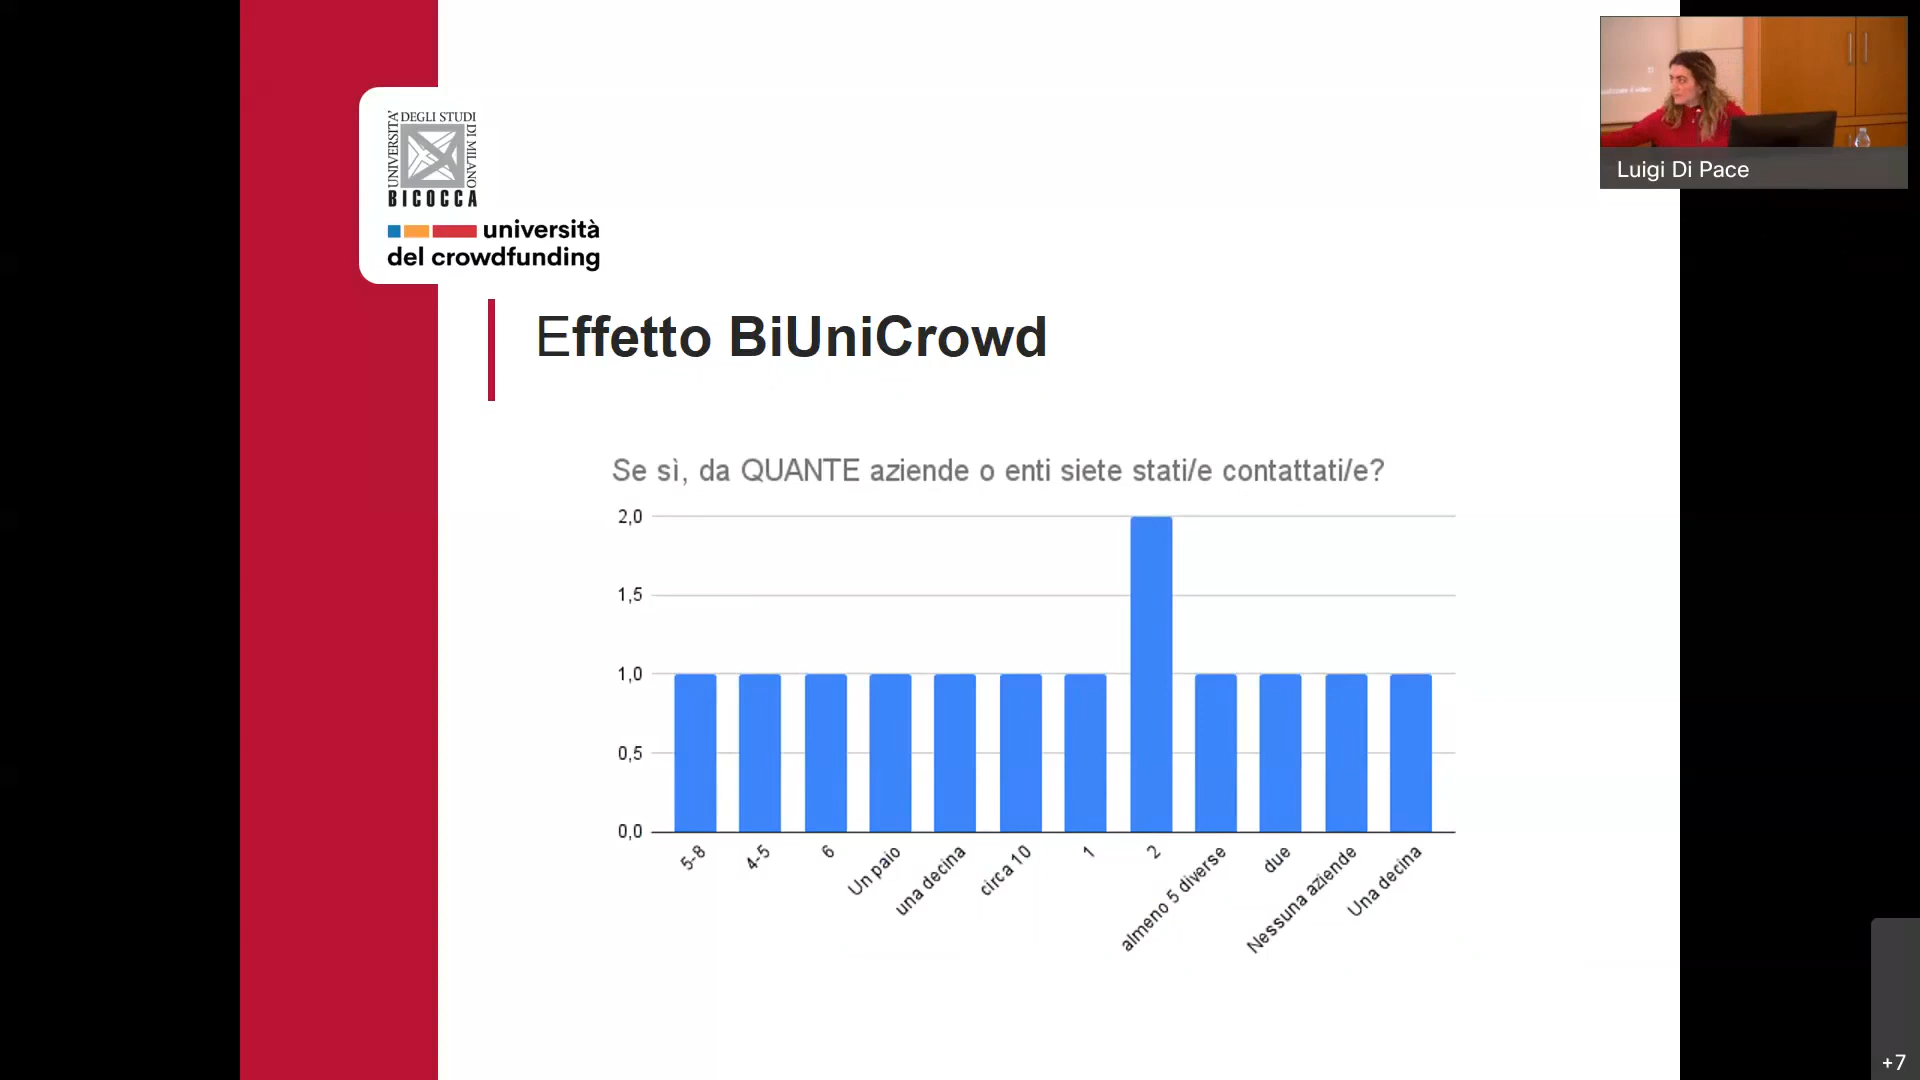 UNIVERSITA' DEGLI STUDI DI MILANO
BICOCCA
università
del crowdfunding
Luigi Di Pace
Effetto BiUniCrowd
Se sì, da QUANTE aziende o enti siete stati/e contattati/e?
2,0
1,5
1,0
0,5
0,0
5-8
4-5
6
Un paio
una decina
circa 10
1
2
almeno 5 diverse
due
Nessuna aziende
Una decina
+7